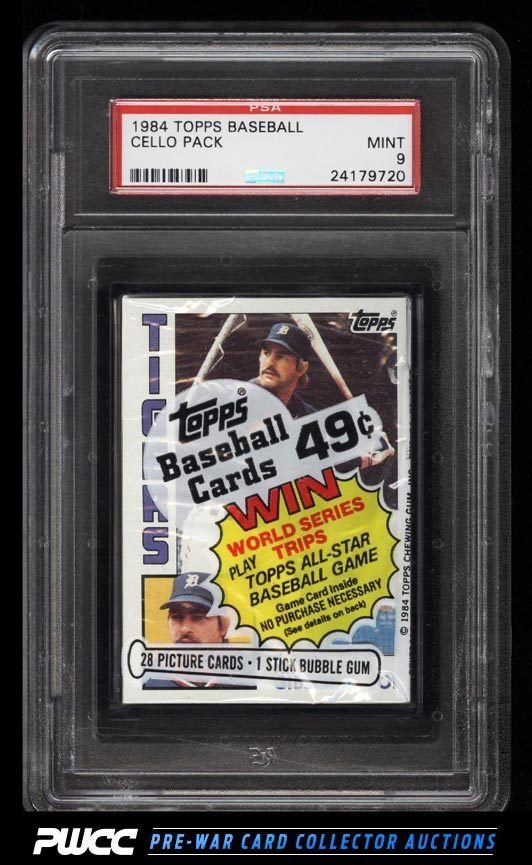 PSA
1984 TOPPS BASEBALL
CELLO PACK
MINT
9
24179720
topps
TIGERS
topps
Baseball
Cards
49¢
WIN
WORLD SERIES
TRIPS
PLAY
TOPPS ALL-STAR
BASEBALL GAME
Game Card Inside
NO PURCHASE NECESSARY
(See details on back)
© 1984 TOPPS CHEWING GUM, INC.
28 PICTURE CARDS · 1 STICK BUBBLE GUM
PSA
PWCC PRE-WAR CARD COLLECTOR AUCTIONS